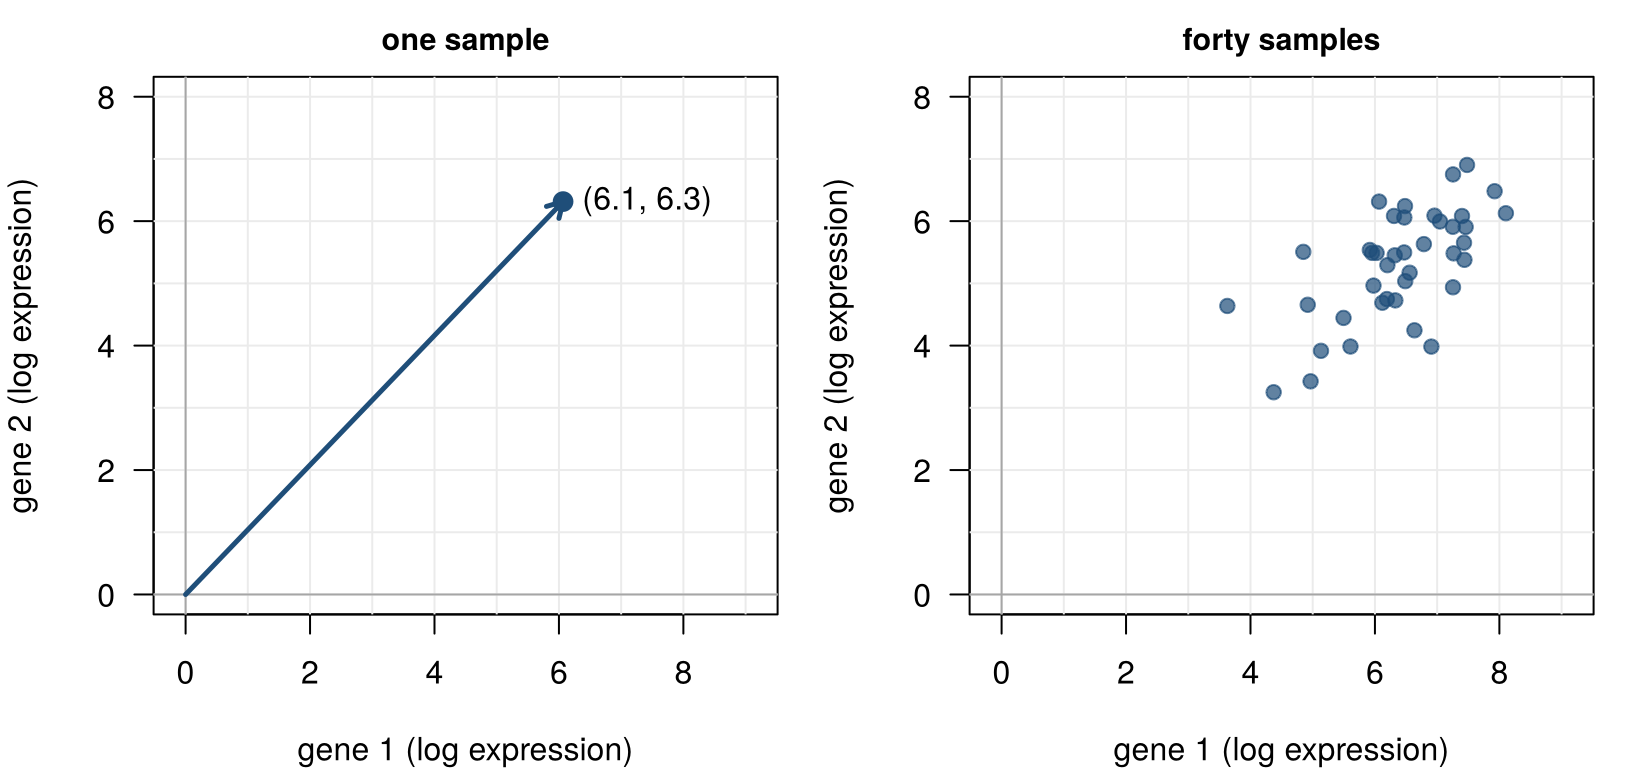 one sample
8
6
4
2
0
gene 2 (log expression)
(6.1, 6.3)
0 2 4 6 8
gene 1 (log expression)
forty samples
8
6
4
2
0
gene 2 (log expression)
0 2 4 6 8
gene 1 (log expression)